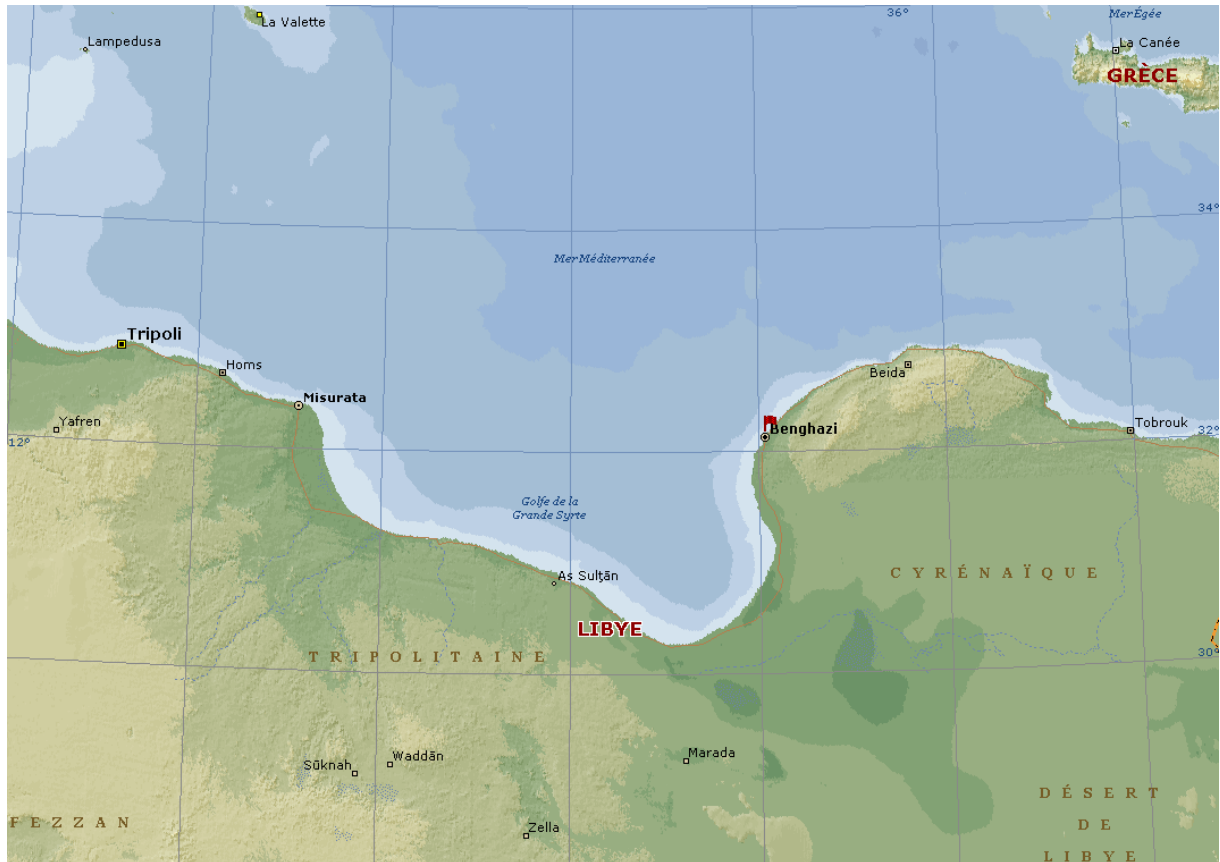 La Valette
36°
Mer Égée
Lampedusa
La Canée
GRÈCE
34°
Mer Méditerranée
Tripoli
Homs
Beida
Misurata
Yafren
Benghazi
Tobrouk
12°
32°
Golfe de la
Grande Syrte
CYRÉNAÏQUE
As Sulţān
LIBYE
30°
TRIPOLITAINE
Marada
Waddān
Sūknah
DÉSERT
DE
LIBYE
FEZZAN
Zella